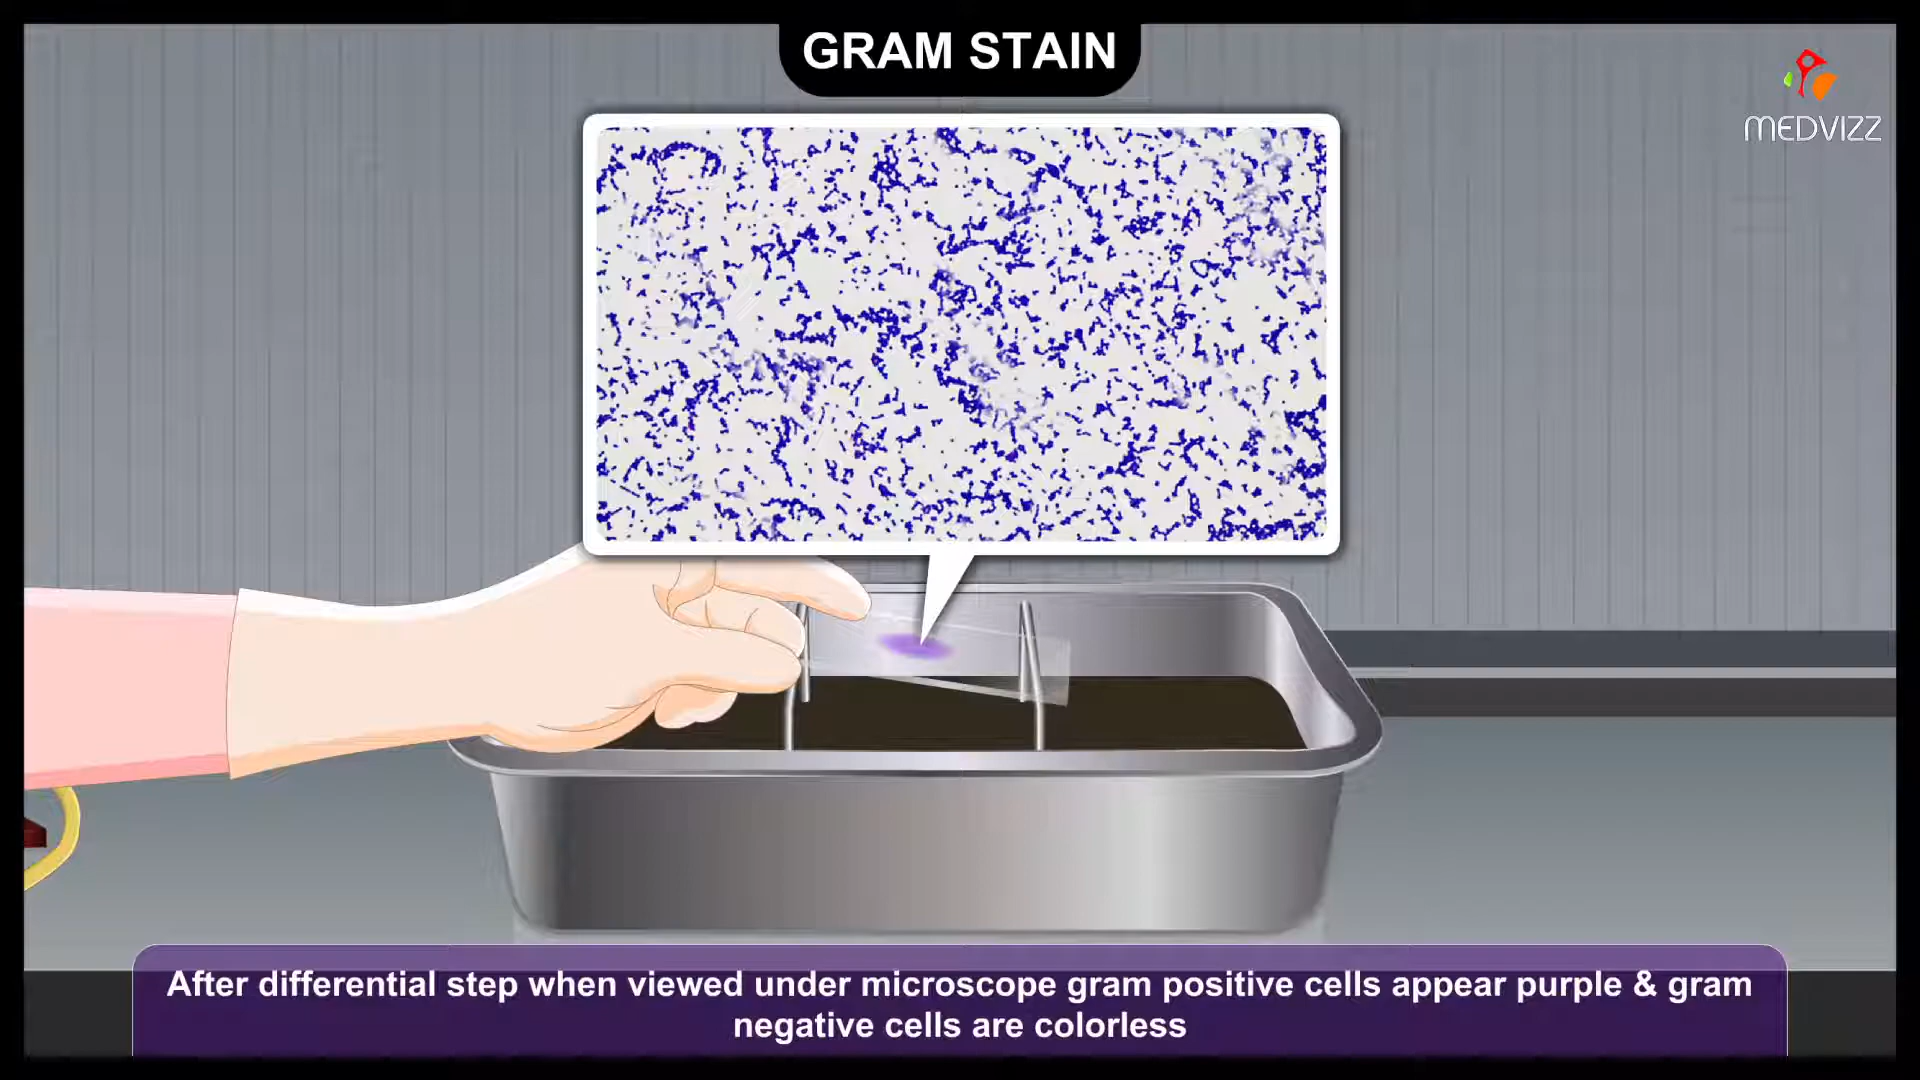 GRAM STAIN
MEDVIZZ
After differential step when viewed under microscope gram positive cells appear purple & gram
negative cells are colorless